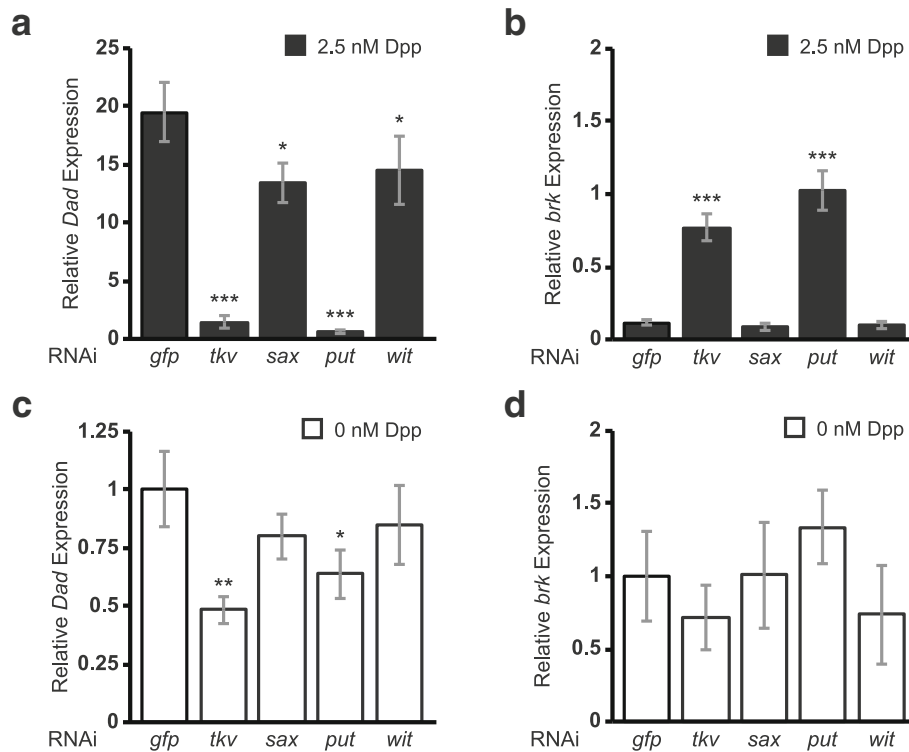 a
2.5 nM Dpp
Relative Dad Expression
25
20
15
10
5
0
***
*
***
*
RNAi gfp tkv sax put wit
b
2.5 nM Dpp
Relative brk Expression
2
1.5
1
0.5
0
***
***
RNAi gfp tkv sax put wit
c
0 nM Dpp
Relative Dad Expression
1.25
1
0.75
0.5
0.25
0
**
*
RNAi gfp tkv sax put wit
d
0 nM Dpp
Relative brk Expression
2
1.5
1
0.5
0
RNAi gfp tkv sax put wit